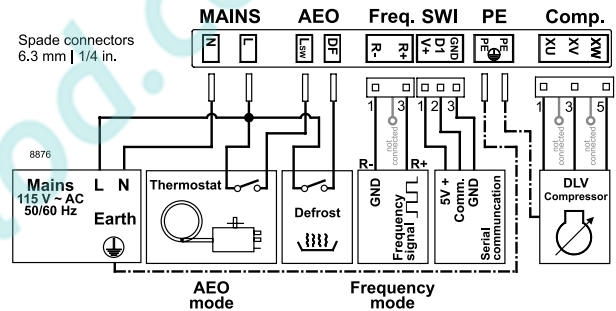 MAINS AEO Freq. SWI PE Comp.
Spade connectors
6.3 mm | 1/4 in.
N L LSW DF R- R+ V+ D1 GND PE PE XU XV XW
1 3 1 2 3 1 3 5
not connected
not connected
not connected
8876
R- R+
Mains L N
115 V ~ AC
50/60 Hz
Earth
Thermostat
Defrost
GND
Frequency
signal
5V +
Comm.
GND
Serial
communcation
DLV
Compressor
AEO
mode
Frequency
mode
pd.co